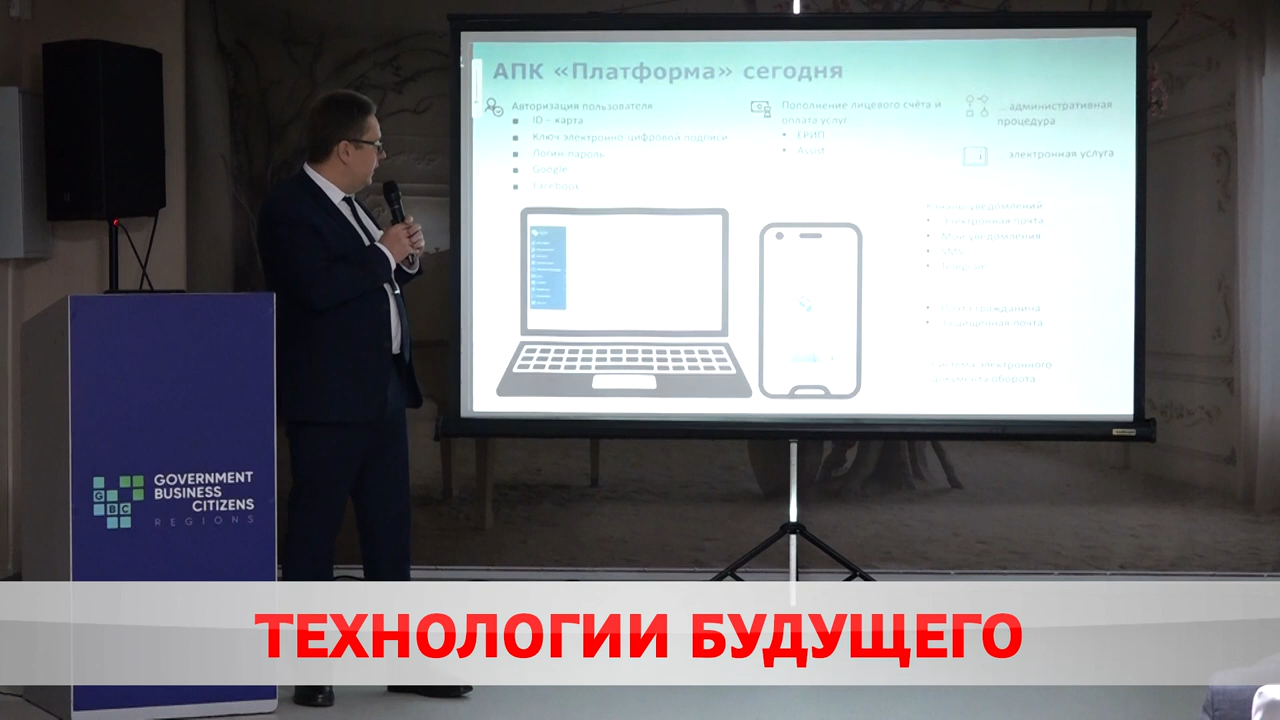 АПК «Платформа» сегодня
Авторизация пользователя
ID – карта
Ключ электронно-цифровой подписи
Логин-пароль
Google
Facebook
Пополнение лицевого счёта и
оплата услуг
ЕРИП
Assist
... административная
процедура
электронная услуга
уведомлений
Электронная почта
Мои уведомления
SMS
Telegram
гражданина
Защищенная почта
Система электронного
документооборота
GOVERNMENT
BUSINESS
CITIZENS
REGIONS
G
B C
ТЕХНОЛОГИИ БУДУЩЕГО